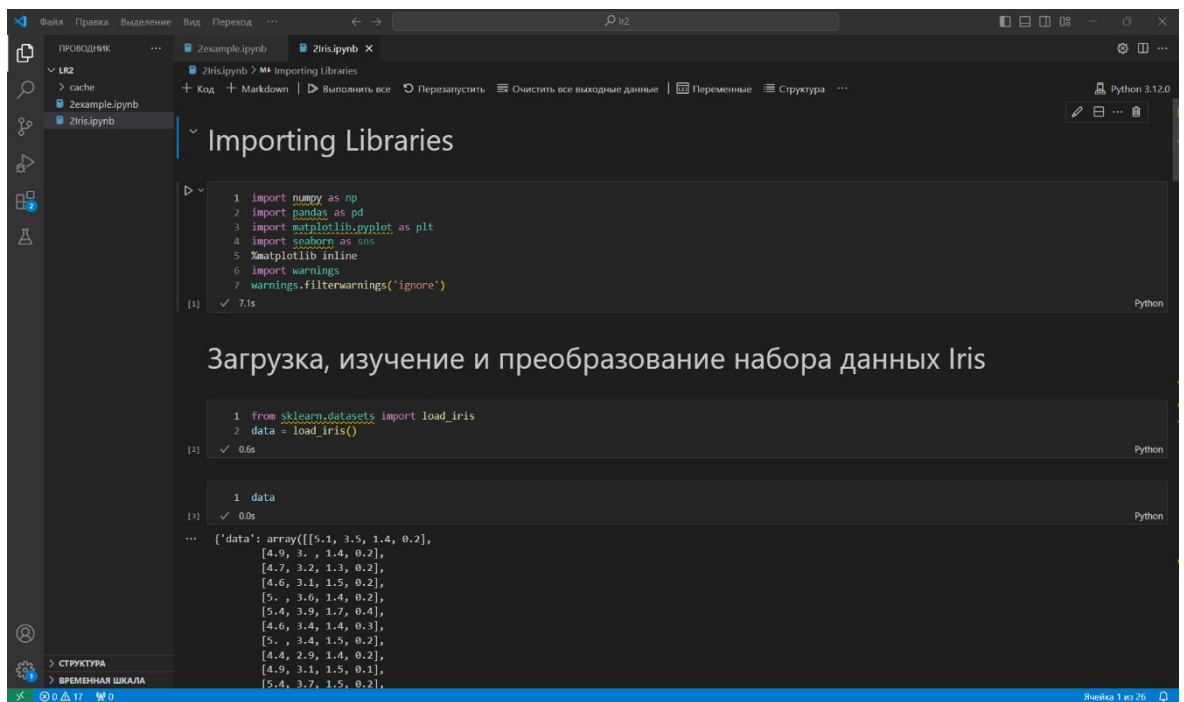 Файл Правка Выделение Вид Переход ...
lr2
ПРОВОДНИК ...
2example.ipynb
2Iris.ipynb
LR2
cache
2example.ipynb
2Iris.ipynb
2Iris.ipynb > M↓ Importing Libraries
+ Код + Markdown | Выполнить все Перезапустить Очистить все выходные данные | Переменные Структура ...
Python 3.12.0
Importing Libraries
1 import numpy as np
2 import pandas as pd
3 import matplotlib.pyplot as plt
4 import seaborn as sns
5 %matplotlib inline
6 import warnings
7 warnings.filterwarnings('ignore')
[1] ✓ 7.1s Python
Загрузка, изучение и преобразование набора данных Iris
1 from sklearn.datasets import load_iris
2 data = load_iris()
[2] ✓ 0.6s Python
1 data
[3] ✓ 0.0s Python
... {'data': array([[5.1, 3.5, 1.4, 0.2],
[4.9, 3. , 1.4, 0.2],
[4.7, 3.2, 1.3, 0.2],
[4.6, 3.1, 1.5, 0.2],
[5. , 3.6, 1.4, 0.2],
[5.4, 3.9, 1.7, 0.4],
[4.6, 3.4, 1.4, 0.3],
[5. , 3.4, 1.5, 0.2],
[4.4, 2.9, 1.4, 0.2],
[4.9, 3.1, 1.5, 0.1],
[5.4, 3.7, 1.5, 0.2],
2
1
СТРУКТУРА
ВРЕМЕННАЯ ШКАЛА
0 17 0
Ячейка 1 из 26